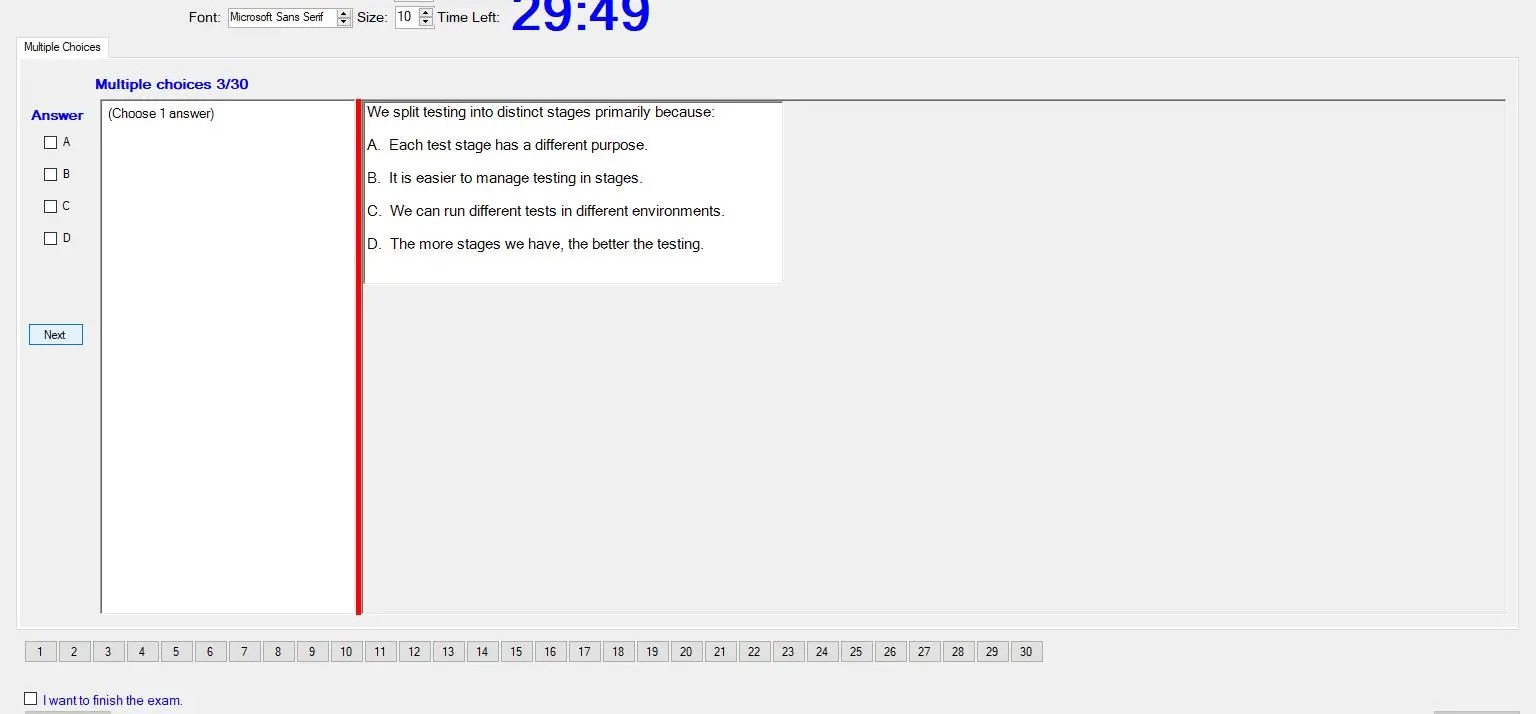 Font: Microsoft Sans Serif Size: 10 Time Left: 29:49
Multiple Choices
Multiple choices 3/30
Answer
(Choose 1 answer)
A
B
C
D
Next
We split testing into distinct stages primarily because:
A. Each test stage has a different purpose.
B. It is easier to manage testing in stages.
C. We can run different tests in different environments.
D. The more stages we have, the better the testing.
1 2 3 4 5 6 7 8 9 10 11 12 13 14 15 16 17 18 19 20 21 22 23 24 25 26 27 28 29 30
I want to finish the exam.